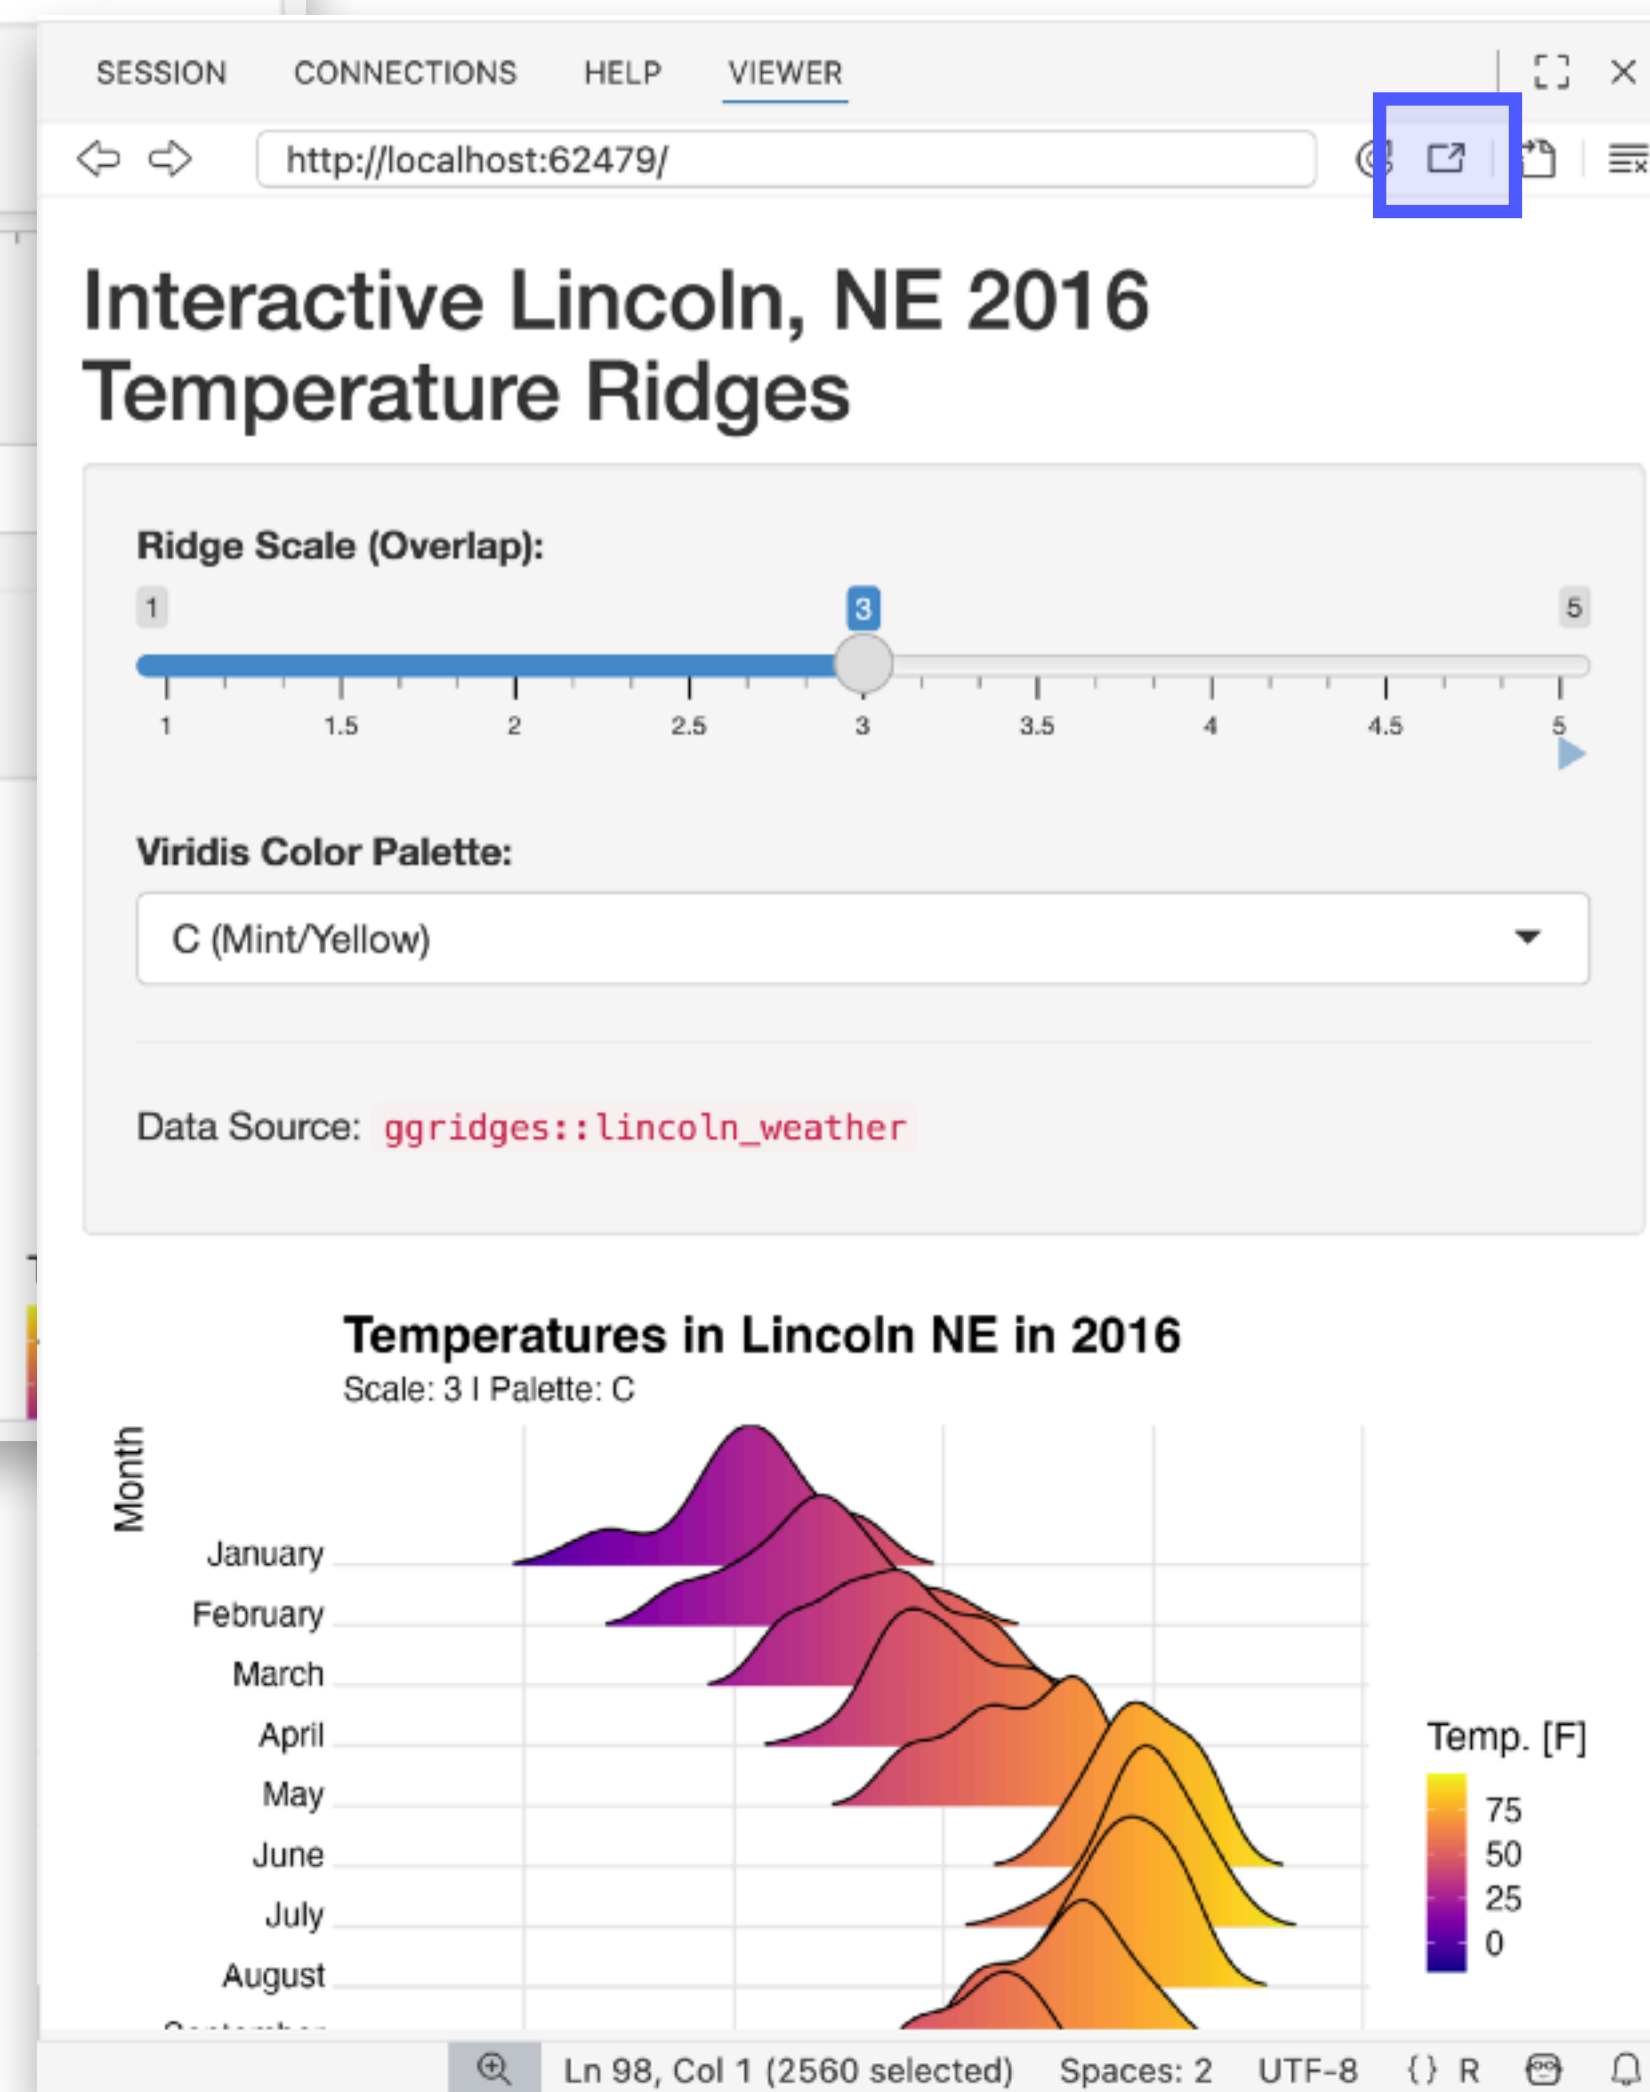 SESSION CONNECTIONS HELP VIEWER
http://localhost:62479/
Interactive Lincoln, NE 2016
Temperature Ridges
Ridge Scale (Overlap):
1 3 5
1 1.5 2 2.5 3 3.5 4 4.5 5
Viridis Color Palette:
C (Mint/Yellow)
Data Source: ggridges::lincoln_weather
Temperatures in Lincoln NE in 2016
Scale: 3 | Palette: C
Month
January
February
March
April
May
June
July
August
Temp. [F]
75
50
25
0
Ln 98, Col 1 (2560 selected) Spaces: 2 UTF-8 {} R